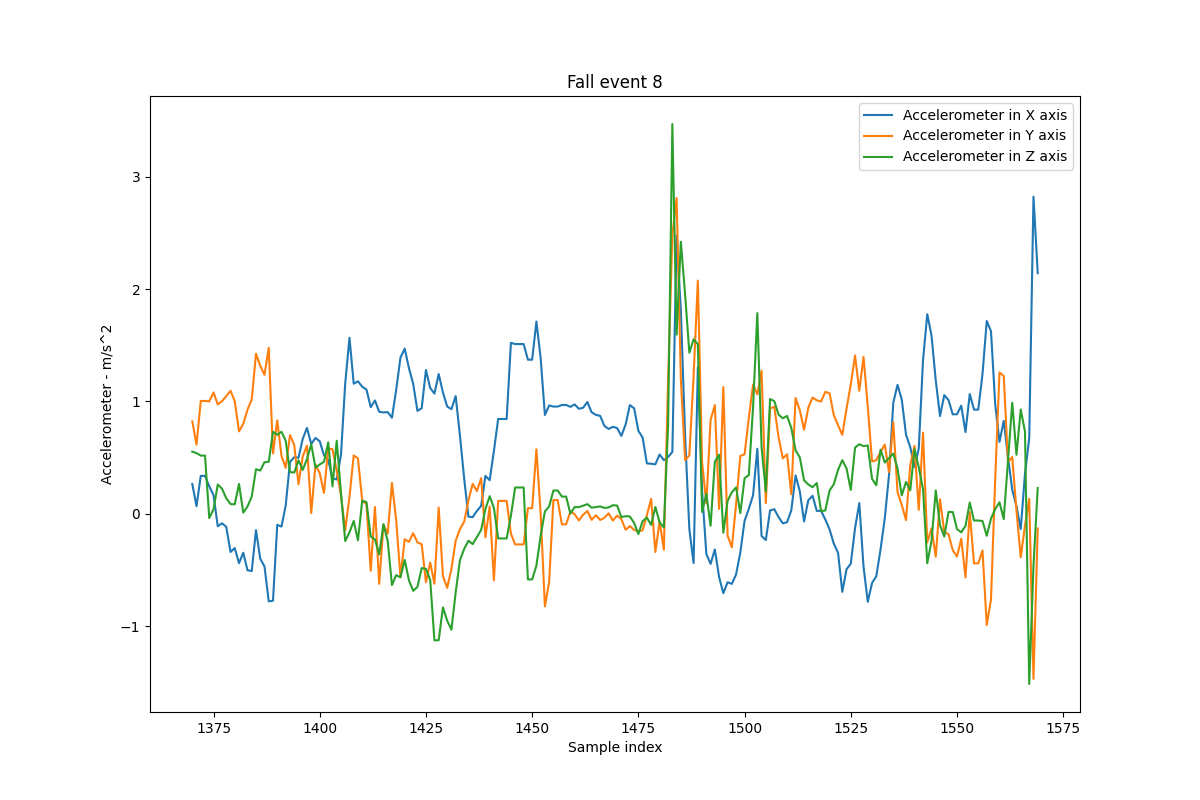 Fall event 8
Accelerometer in X axis
Accelerometer in Y axis
Accelerometer in Z axis
Accelerometer - m/s^2
3
2
1
0
−1
1375 1400 1425 1450 1475 1500 1525 1550 1575
Sample index